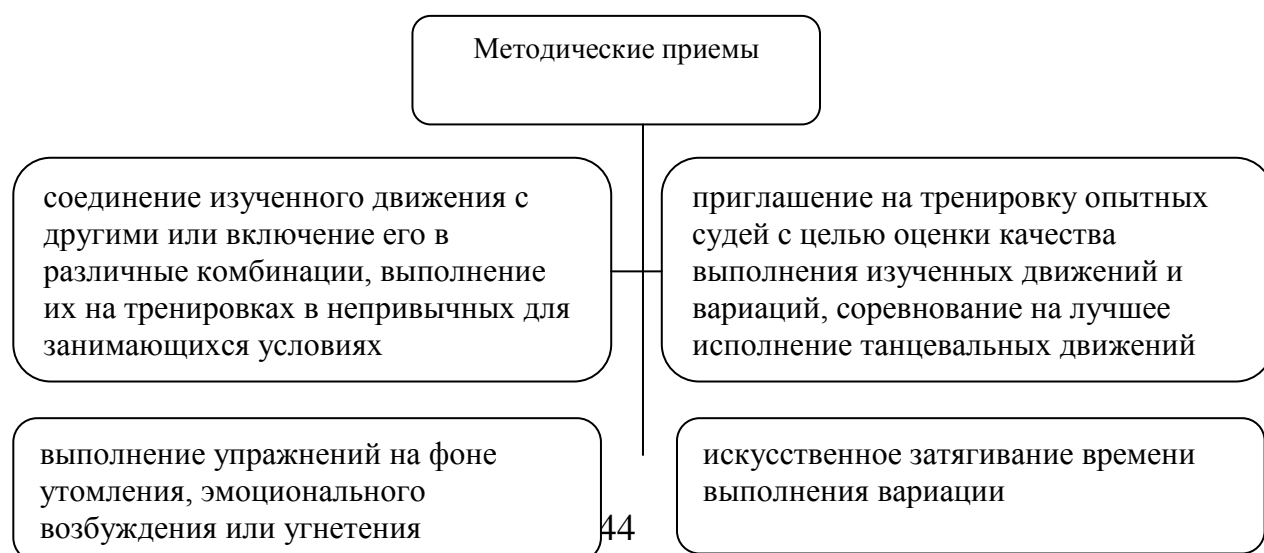 Методические приемы
соединение изученного движения с
другими или включение его в
различные комбинации, выполнение
их на тренировках в непривычных для
занимающихся условиях
приглашение на тренировку опытных
судей с целью оценки качества
выполнения изученных движений и
вариаций, соревнование на лучшее
исполнение танцевальных движений
выполнение упражнений на фоне
утомления, эмоционального
возбуждения или угнетения
искусственное затягивание времени
выполнения вариации
44